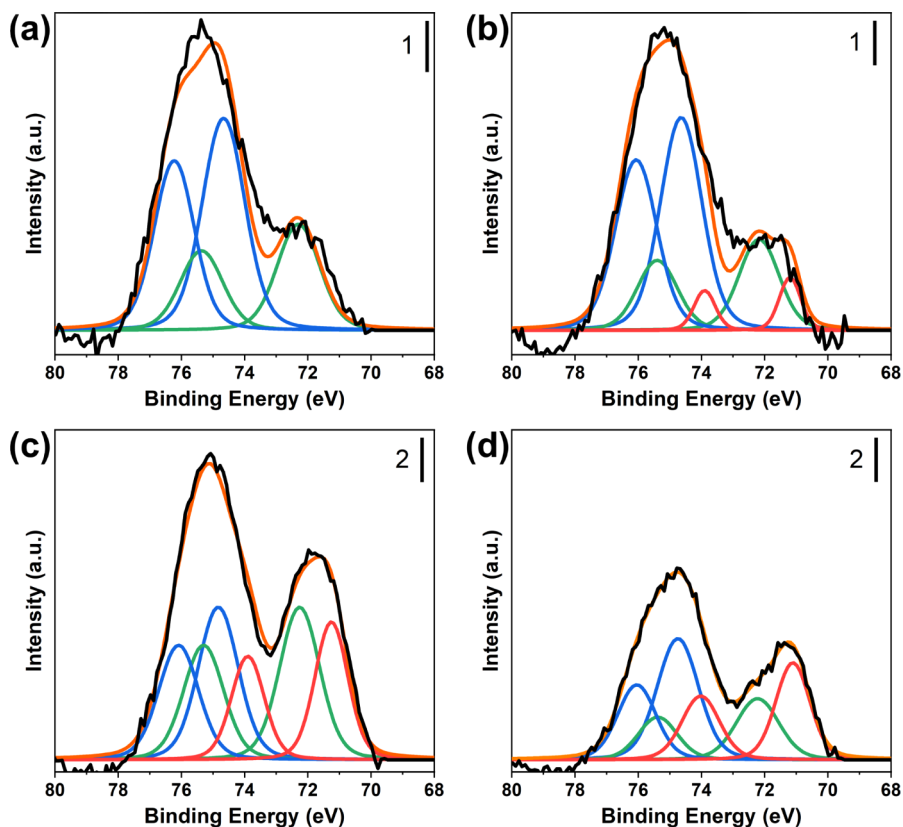 (a)
1
Intensity (a.u.)
80 78 76 74 72 70 68
Binding Energy (eV)
(b)
1
Intensity (a.u.)
80 78 76 74 72 70 68
Binding Energy (eV)
(c)
2
Intensity (a.u.)
80 78 76 74 72 70 68
Binding Energy (eV)
(d)
2
Intensity (a.u.)
80 78 76 74 72 70 68
Binding Energy (eV)